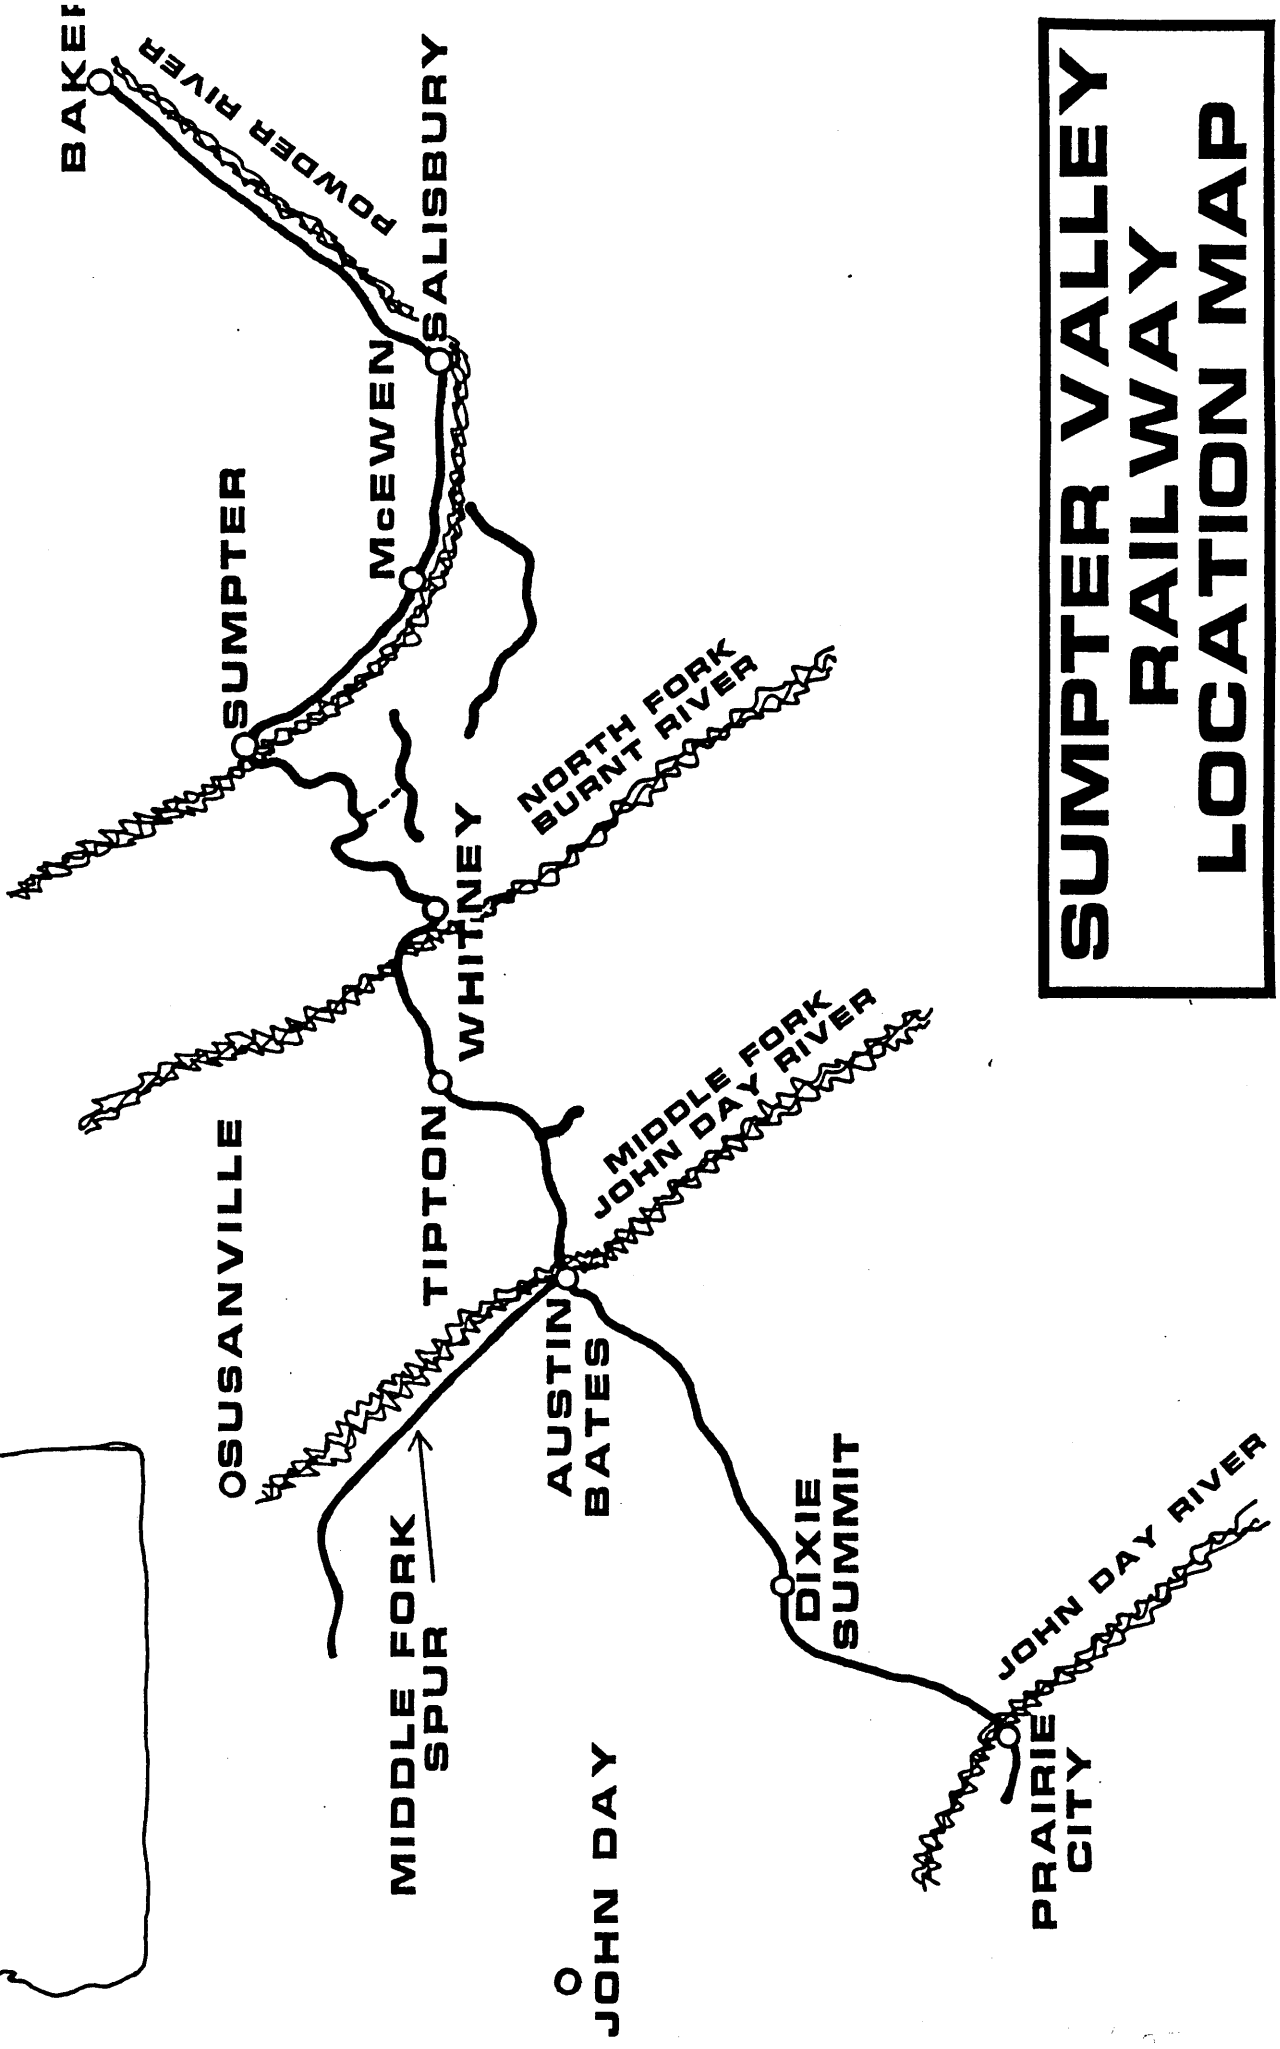 SUMPTER VALLEY
RAILWAY
LOCATION MAP
BAKER
POWDER RIVER
SALISBURY
McEWEN
SUMPTER
NORTH FORK
BURNT RIVER
WHITNEY
MIDDLE FORK
JOHN DAY RIVER
TIPTON
SUSANVILLE
AUSTIN
BATES
MIDDLE FORK
SPUR
DIXIE
SUMMIT
JOHN DAY RIVER
PRAIRIE
CITY
JOHN DAY